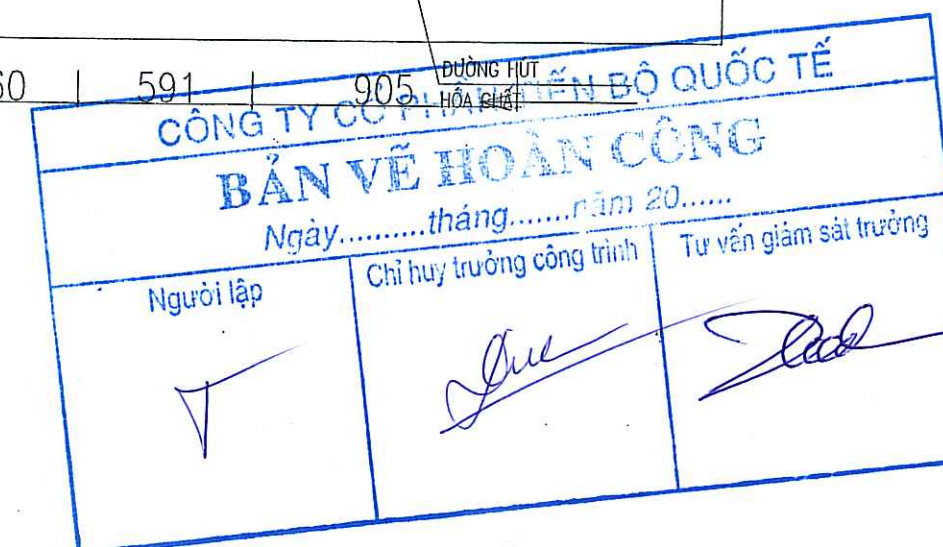 60 591 905 ĐƯỜNG HÚT
HÓA CHẤT
CÔNG TY CỔ PHẦN TIẾN BỘ QUỐC TẾ
BẢN VẼ HOÀN CÔNG
Ngày..........tháng.......năm 20......
Người lập
Chỉ huy trưởng công trình
Tư vấn giám sát trưởng